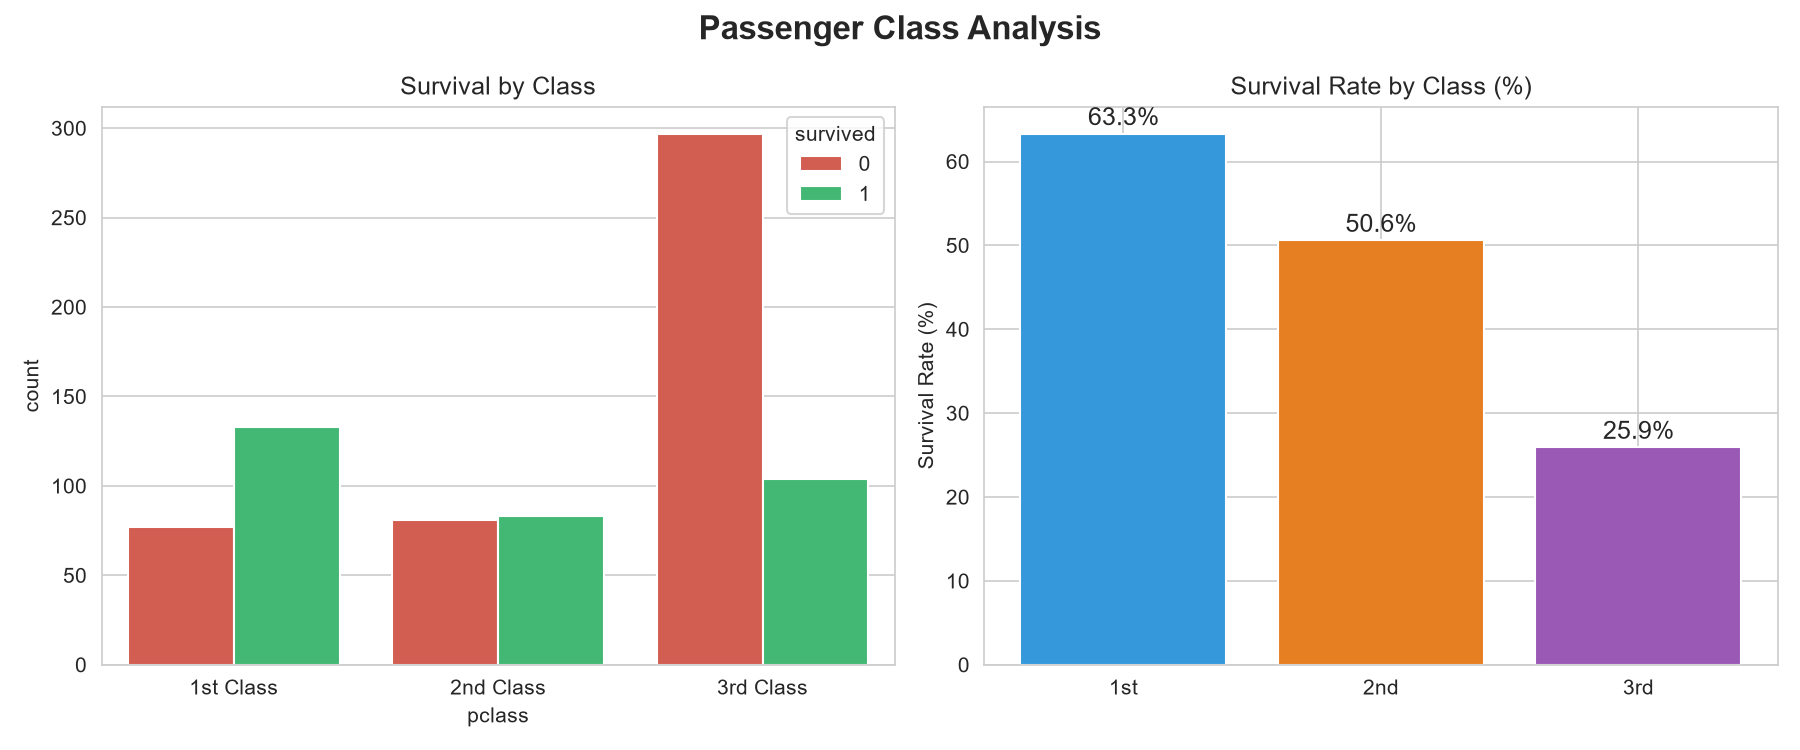 Passenger Class Analysis
Survival by Class
count
300
250
200
150
100
50
0
1st Class
2nd Class
3rd Class
pclass
survived
0
1
Survival Rate by Class (%)
Survival Rate (%)
60
50
40
30
20
10
0
63.3%
50.6%
25.9%
1st
2nd
3rd